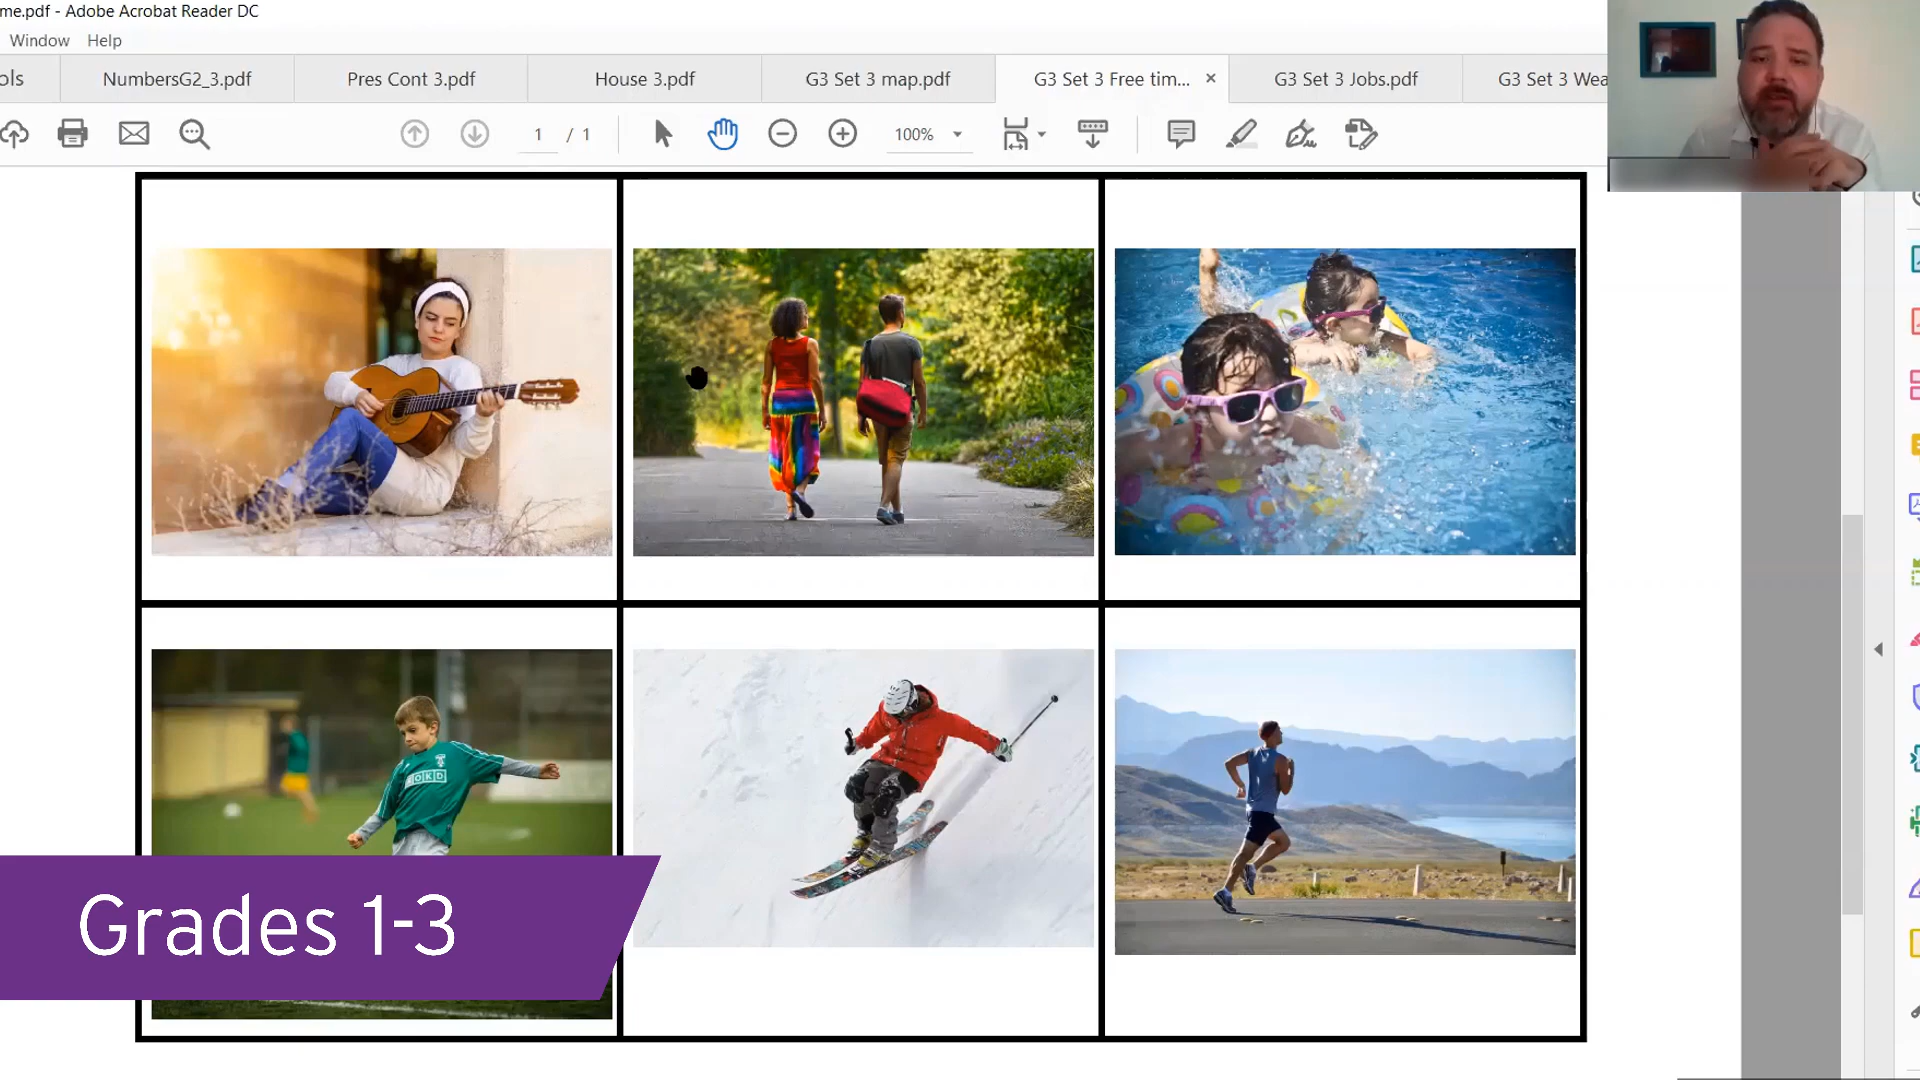 me.pdf - Adobe Acrobat Reader DC
Window Help
ols NumbersG2_3.pdf Pres Cont 3.pdf House 3.pdf G3 Set 3 map.pdf G3 Set 3 Free tim... × G3 Set 3 Jobs.pdf G3 Set 3 Wea
1 / 1 100%
Grades 1-3